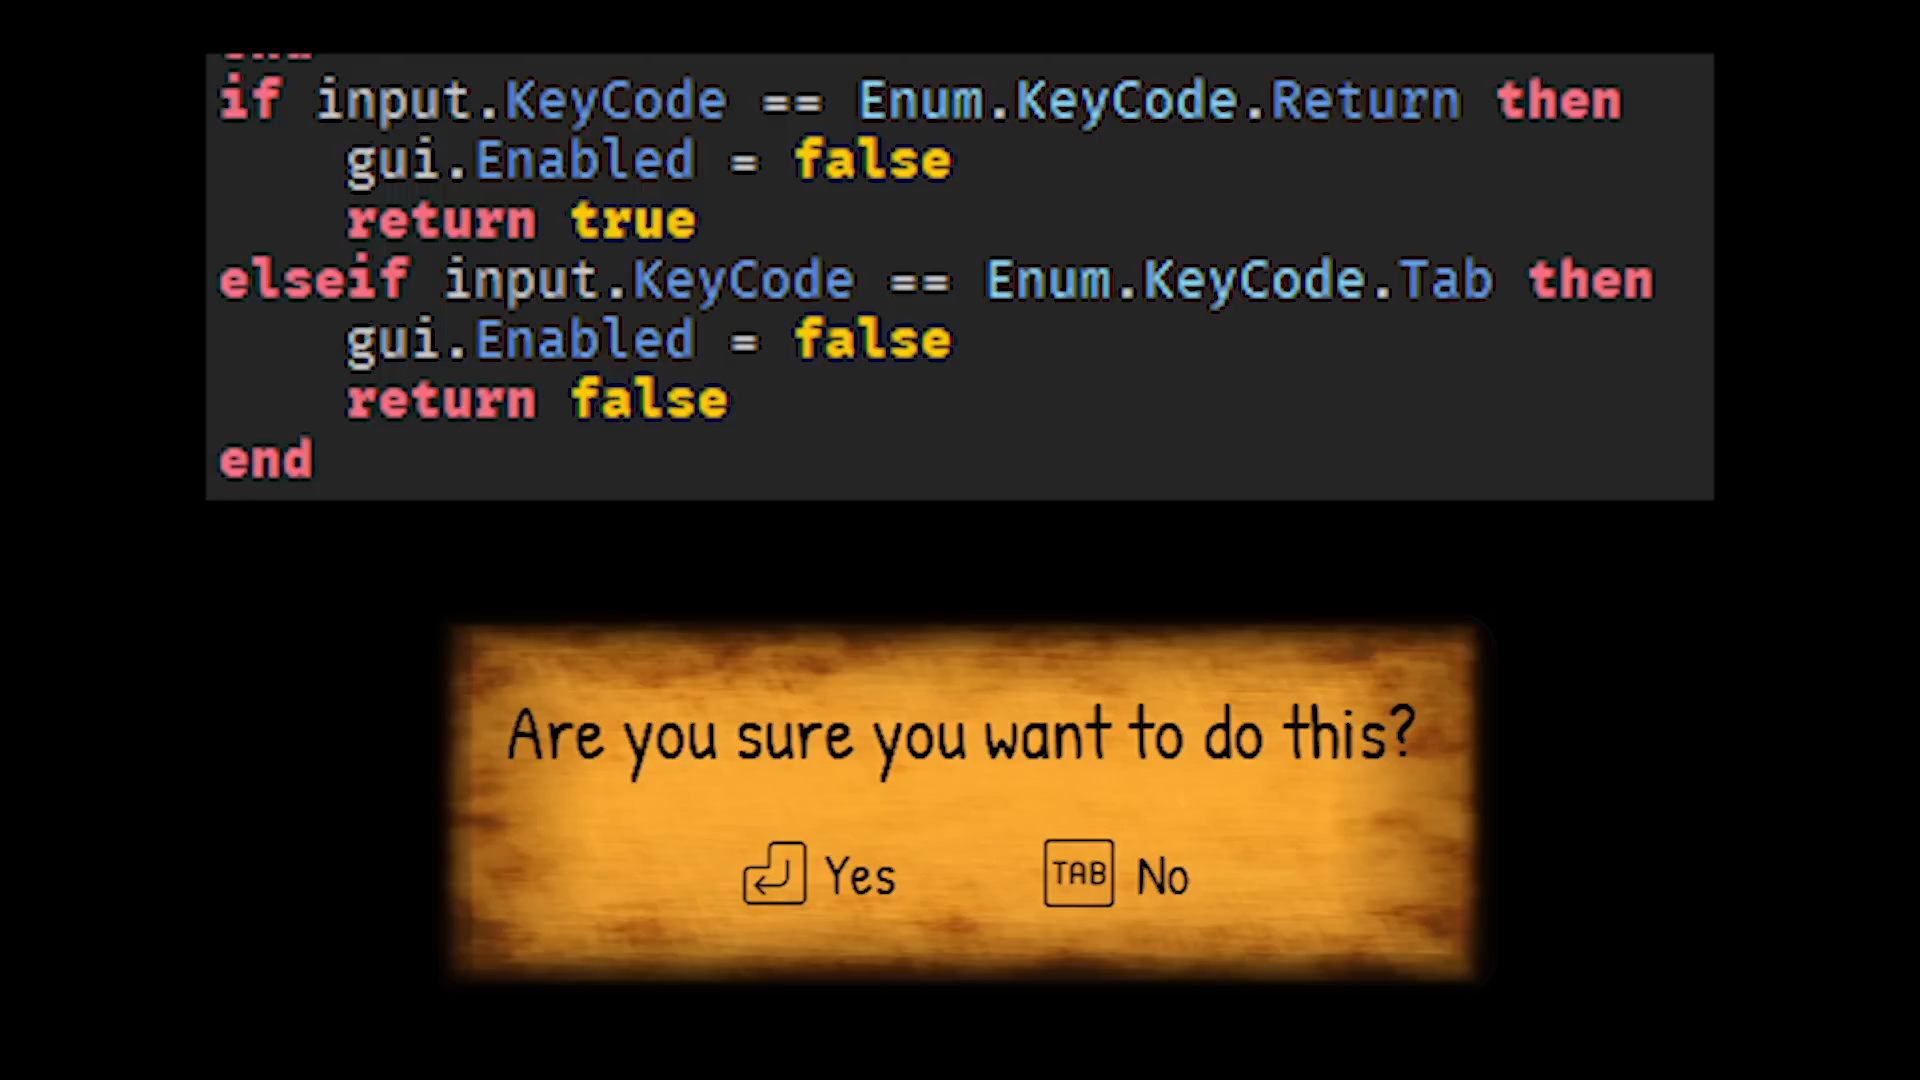 end
if input.KeyCode == Enum.KeyCode.Return then
    gui.Enabled = false
    return true
elseif input.KeyCode == Enum.KeyCode.Tab then
    gui.Enabled = false
    return false
end
Are you sure you want to do this?
Yes TAB No